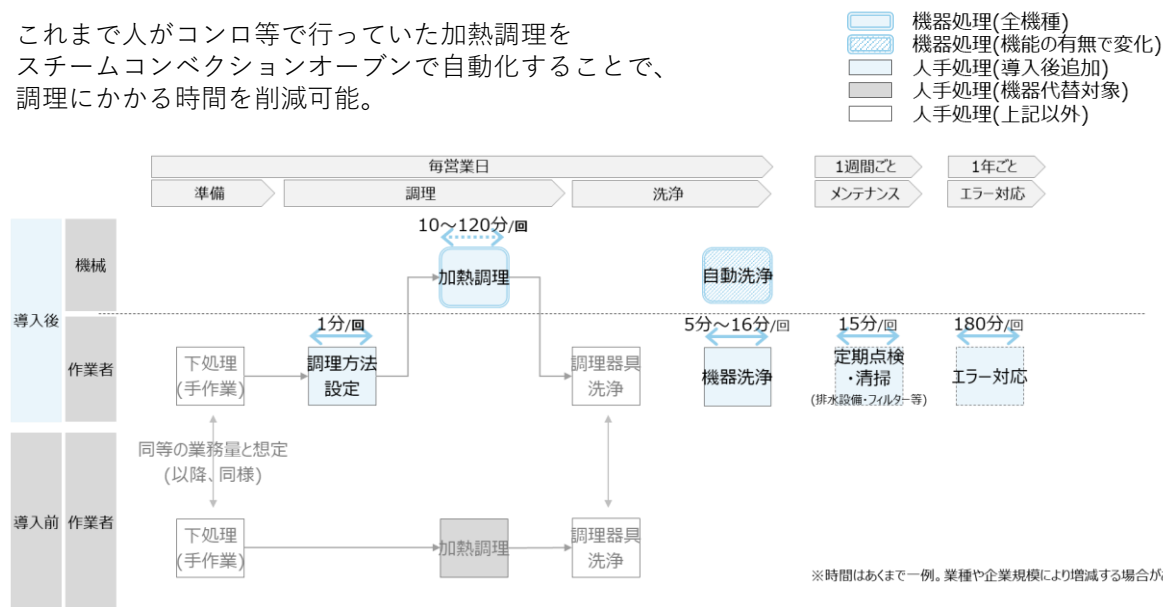 これまで人がコンロ等で行っていた加熱調理を
スチームコンベクションオーブンで自動化することで、
調理にかかる時間を削減可能。
機器処理(全機種)
機器処理(機能の有無で変化)
人手処理(導入後追加)
人手処理(機器代替対象)
人手処理(上記以外)
毎営業日
1週間ごと
1年ごと
準備
調理
洗浄
メンテナンス
エラー対応
導入後
機械
10～120分/回
加熱調理
自動洗浄
作業者
下処理
(手作業)
1分/回
調理方法
設定
調理器具
洗浄
5分～16分/回
機器洗浄
15分/回
定期点検
・清掃
(排水設備・フィルター等)
180分/回
エラー対応
同等の業務量と想定
(以降、同様)
導入前
作業者
下処理
(手作業)
加熱調理
調理器具
洗浄
※時間はあくまで一例。業種や企業規模により増減する場合が